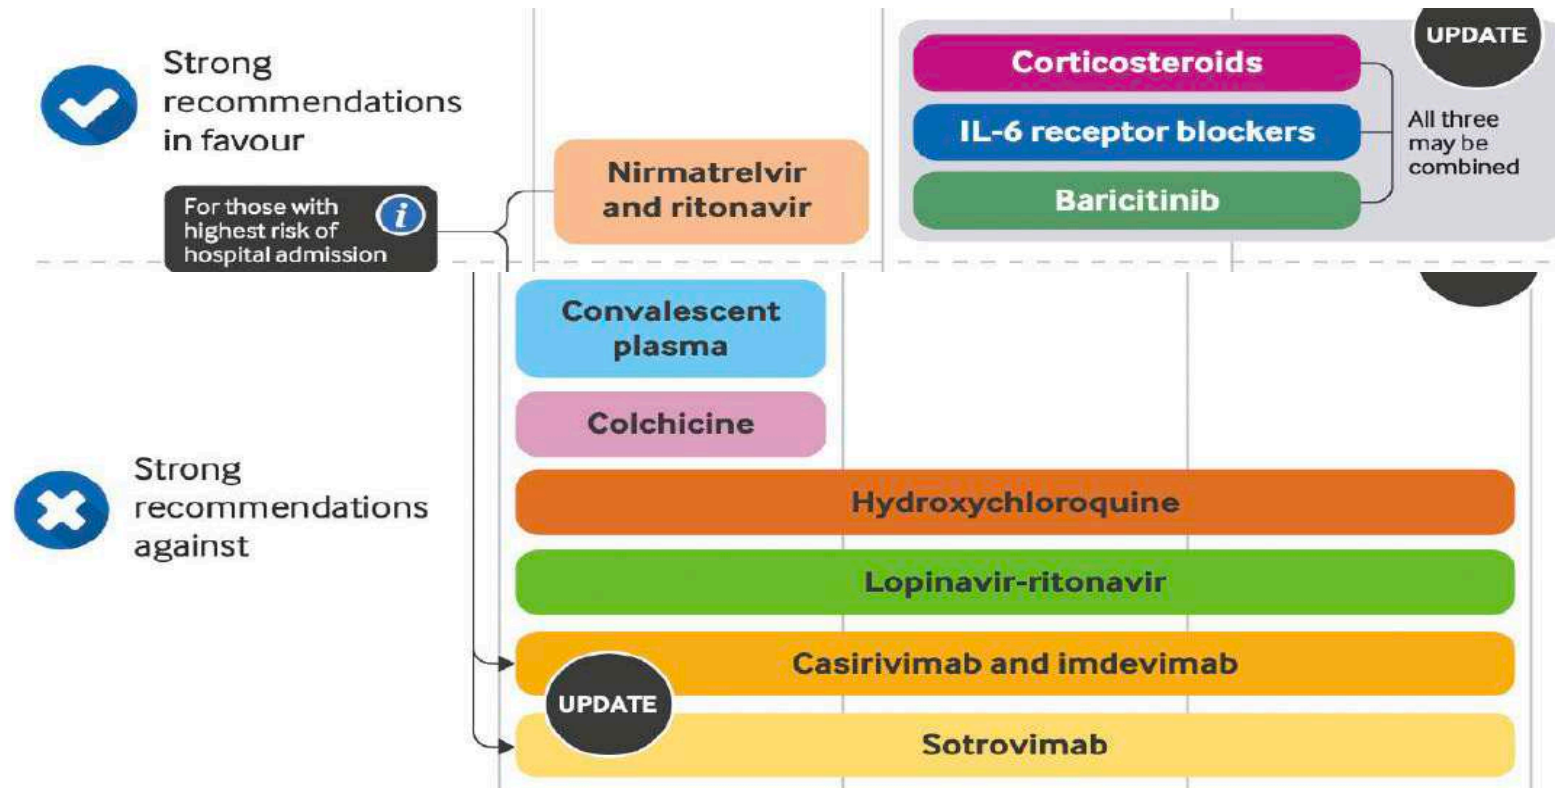 Strong
recommendations
in favour
For those with
highest risk of
hospital admission
i
Nirmatrelvir
and ritonavir
Corticosteroids
IL-6 receptor blockers
Baricitinib
UPDATE
All three
may be
combined
Strong
recommendations
against
Convalescent
plasma
Colchicine
Hydroxychloroquine
Lopinavir-ritonavir
Casirivimab and imdevimab
UPDATE
Sotrovimab